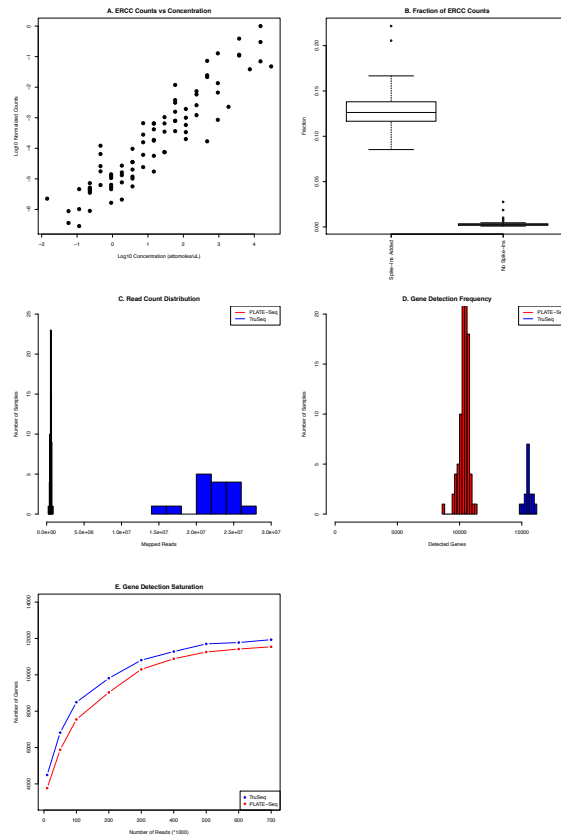 A. ERCC Counts vs Concentration
Log10 Normalized Counts
0
−1
−2
−3
−4
−5
−6
−2 −1 0 1 2 3 4
Log10 Concentration (attomoles/uL)
B. Fraction of ERCC Counts
Fraction
0.20
0.15
0.10
0.05
0.00
Spike−Ins Added
No Spike−Ins
C. Read Count Distribution
PLATE−Seq
TruSeq
Number of Samples
25
20
15
10
5
0
0.0e+00 5.0e+06 1.0e+07 1.5e+07 2.0e+07 2.5e+07 3.0e+07
Mapped Reads
D. Gene Detection Frequency
PLATE−Seq
TruSeq
Number of Samples
20
15
10
5
0
0 5000 10000 15000
Detected Genes
E. Gene Detection Saturation
Number of Genes
14000
12000
10000
8000
6000
4000
TruSeq
PLATE−Seq
0 100 200 300 400 500 600 700
Number of Reads (*1000)